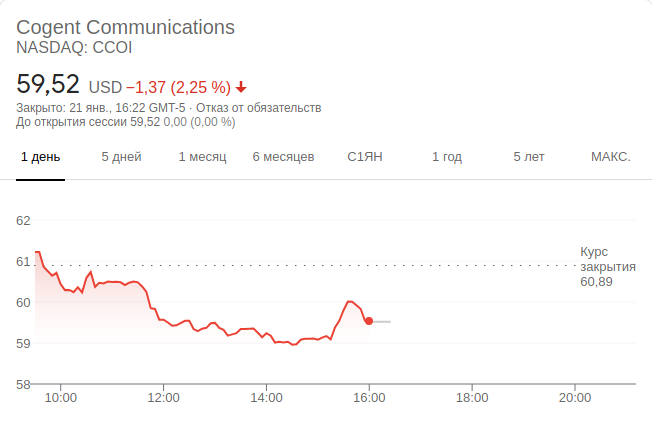 Cogent Communications
NASDAQ: CCOI
59,52 USD −1,37 (2,25 %)
Закрыто: 21 янв., 16:22 GMT-5 · Отказ от обязательств
До открытия сессии 59,52 0,00 (0,00 %)
1 день 5 дней 1 месяц 6 месяцев С1ЯН 1 год 5 лет МАКС.
62
61
60
59
58
Курс
закрытия
60,89
10:00 12:00 14:00 16:00 18:00 20:00